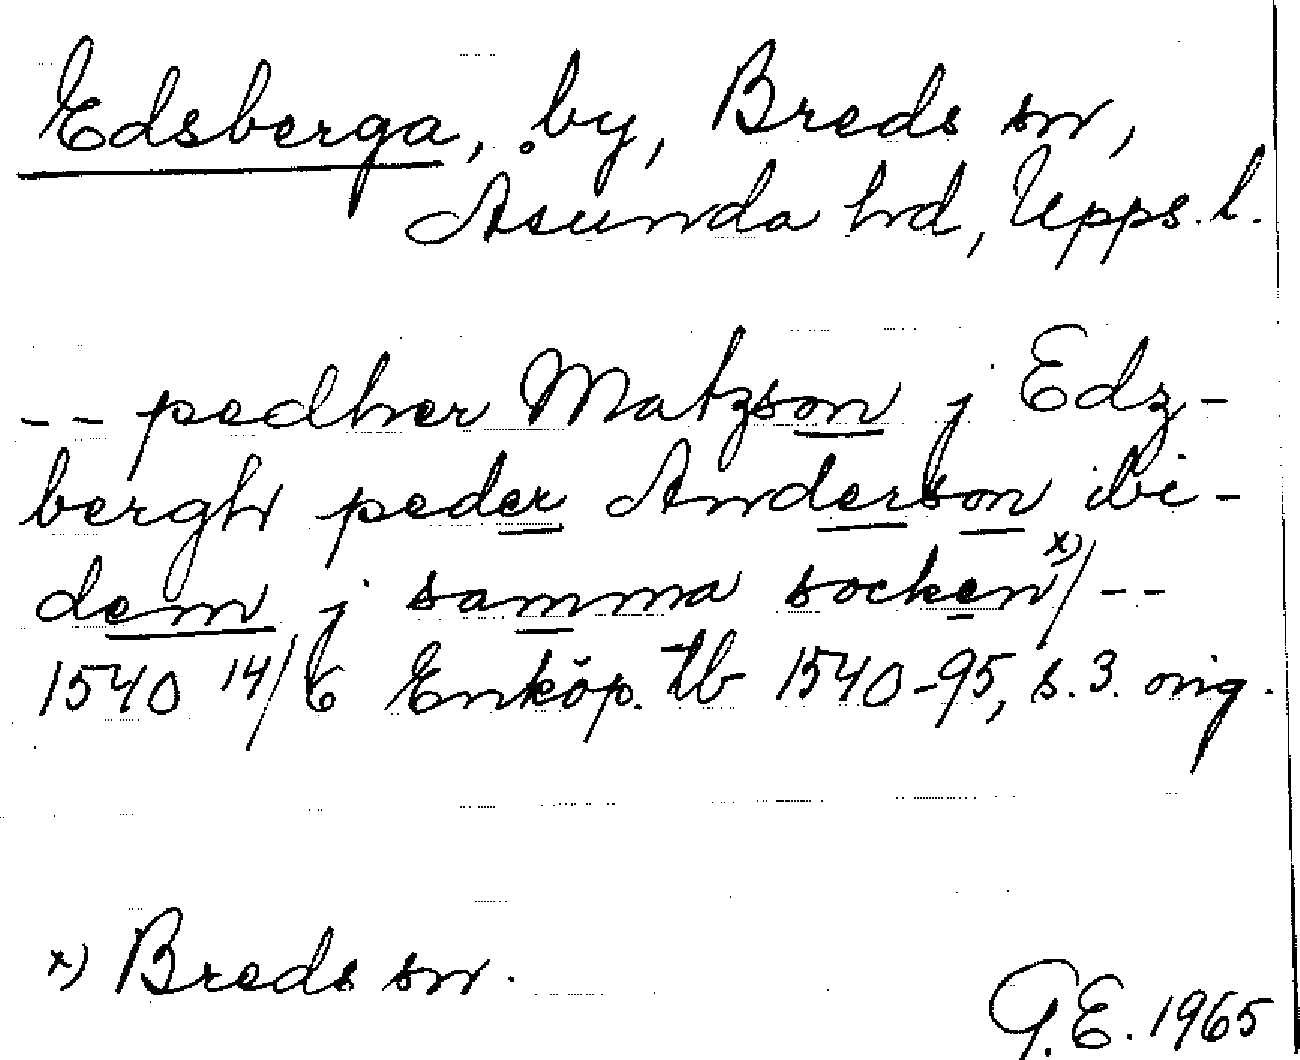 Edsberga, by, Breds sn,
Åsunda hd, Upps. l.
-- pedher Matzson j Edz-
bergh peder Anderson ibi-
dem j samma socken x)/ --
1540 14/6 Enköp. tb 1540-95, s. 3. orig.
x) Breds sn.
G.E. 1965